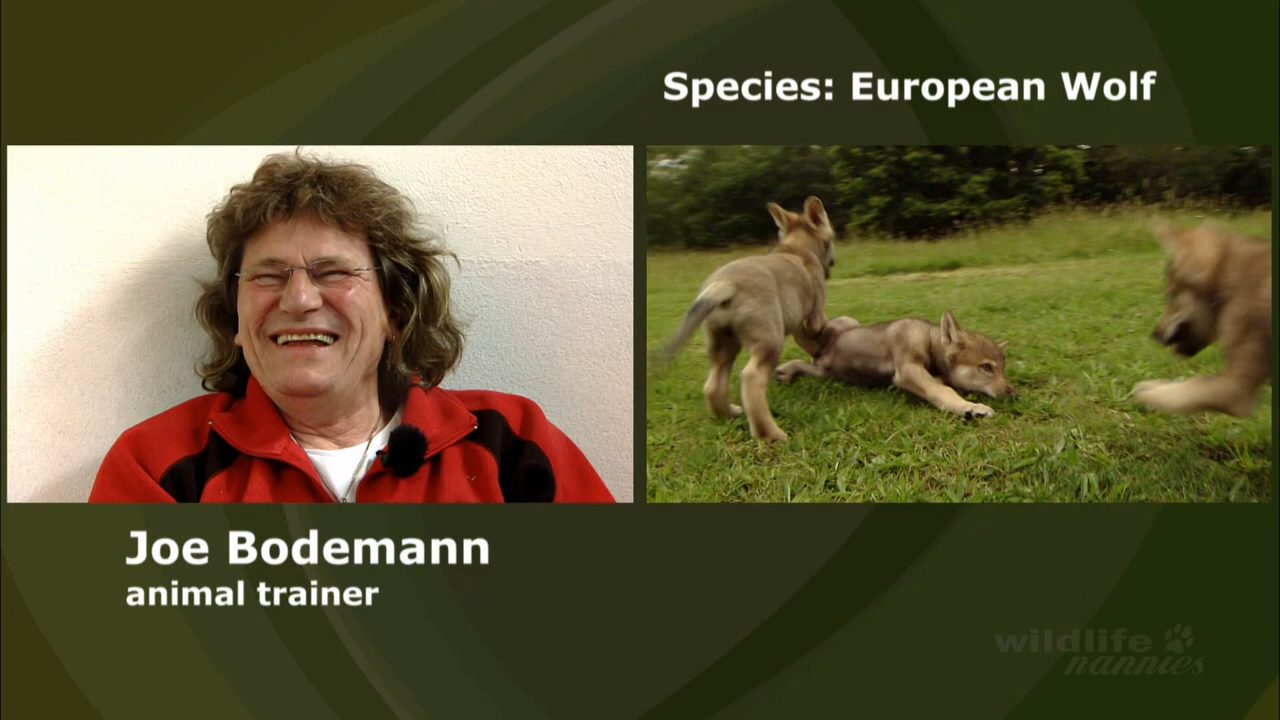 Species: European Wolf
Joe Bodemann
animal trainer
wildlife
nannies